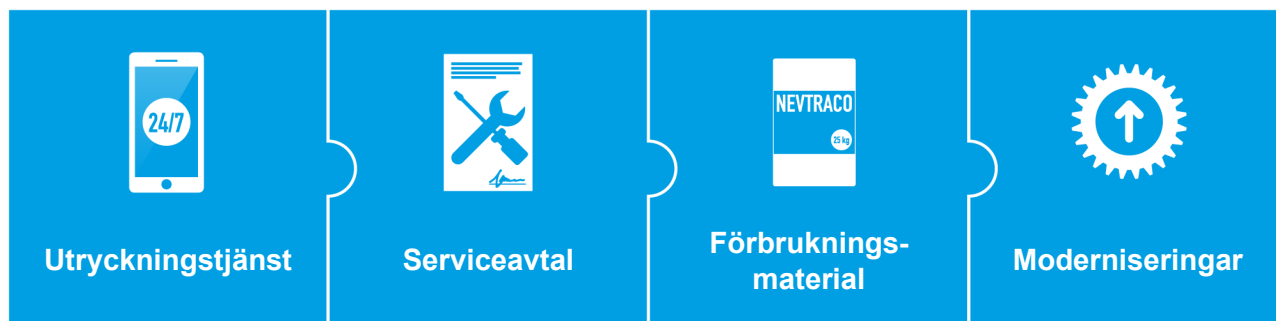 24/7
NEVTRACO
25 kg
Utryckningstjänst
Serviceavtal
Förbruknings-
material
Moderniseringar